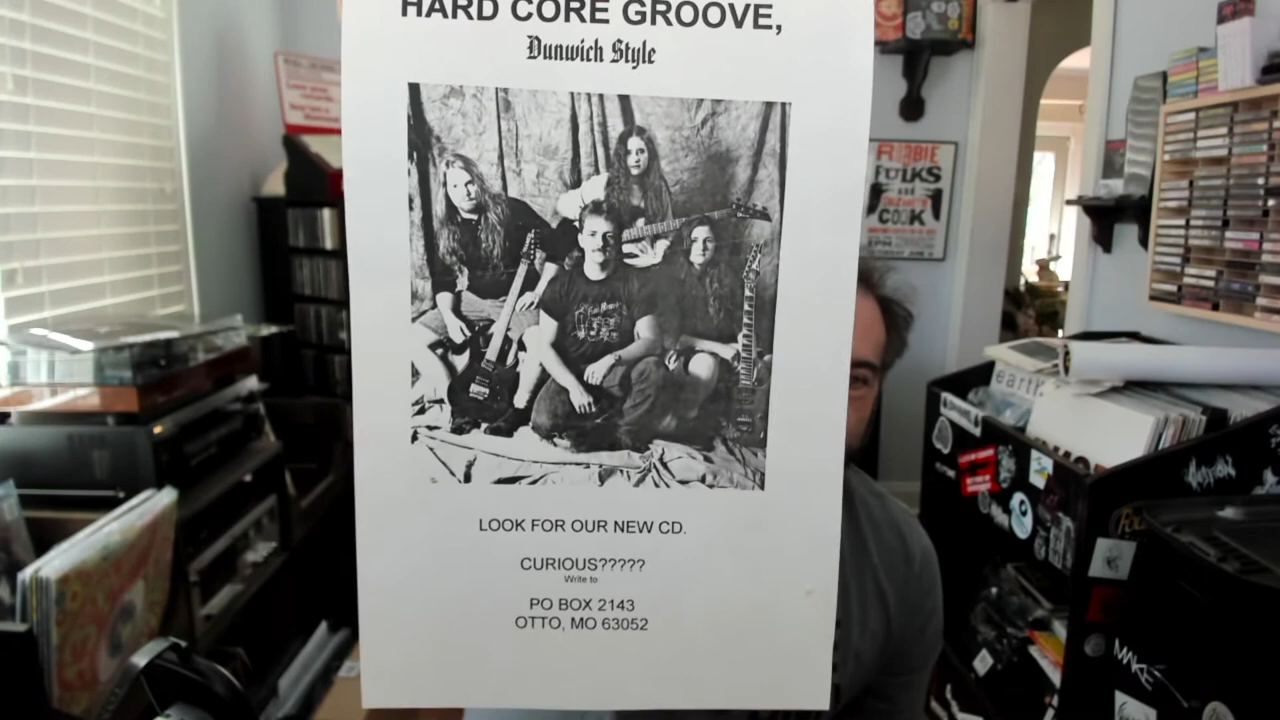 HARD CORE GROOVE,
Dunwich Style
LOOK FOR OUR NEW CD.
CURIOUS?????
Write to
PO BOX 2143
OTTO, MO 63052
ROBBIE
FULKS
COOK
earth
MAKE